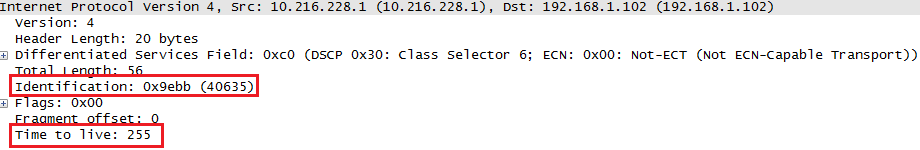 Internet Protocol Version 4, Src: 10.216.228.1 (10.216.228.1), Dst: 192.168.1.102 (192.168.1.102)
Version: 4
Header Length: 20 bytes
Differentiated Services Field: 0xc0 (DSCP 0x30: Class Selector 6; ECN: 0x00: Not-ECT (Not ECN-Capable Transport))
Total Length: 56
Identification: 0x9ebb (40635)
Flags: 0x00
Fragment offset: 0
Time to live: 255